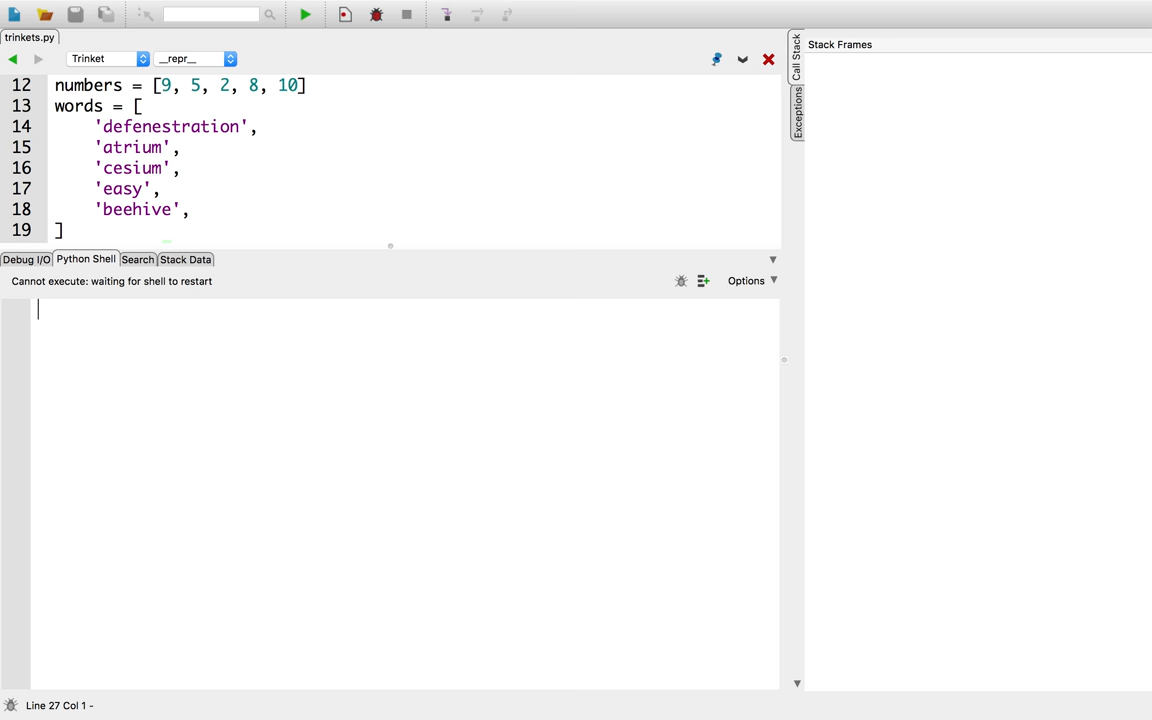 trinkets.py
Trinket __repr__
12 numbers = [9, 5, 2, 8, 10]
13 words = [
14 'defenestration',
15 'atrium',
16 'cesium',
17 'easy',
18 'beehive',
19 ]
Debug I/O Python Shell Search Stack Data
Cannot execute: waiting for shell to restart
Options
Line 27 Col 1 -
Call Stack
Exceptions
Stack Frames